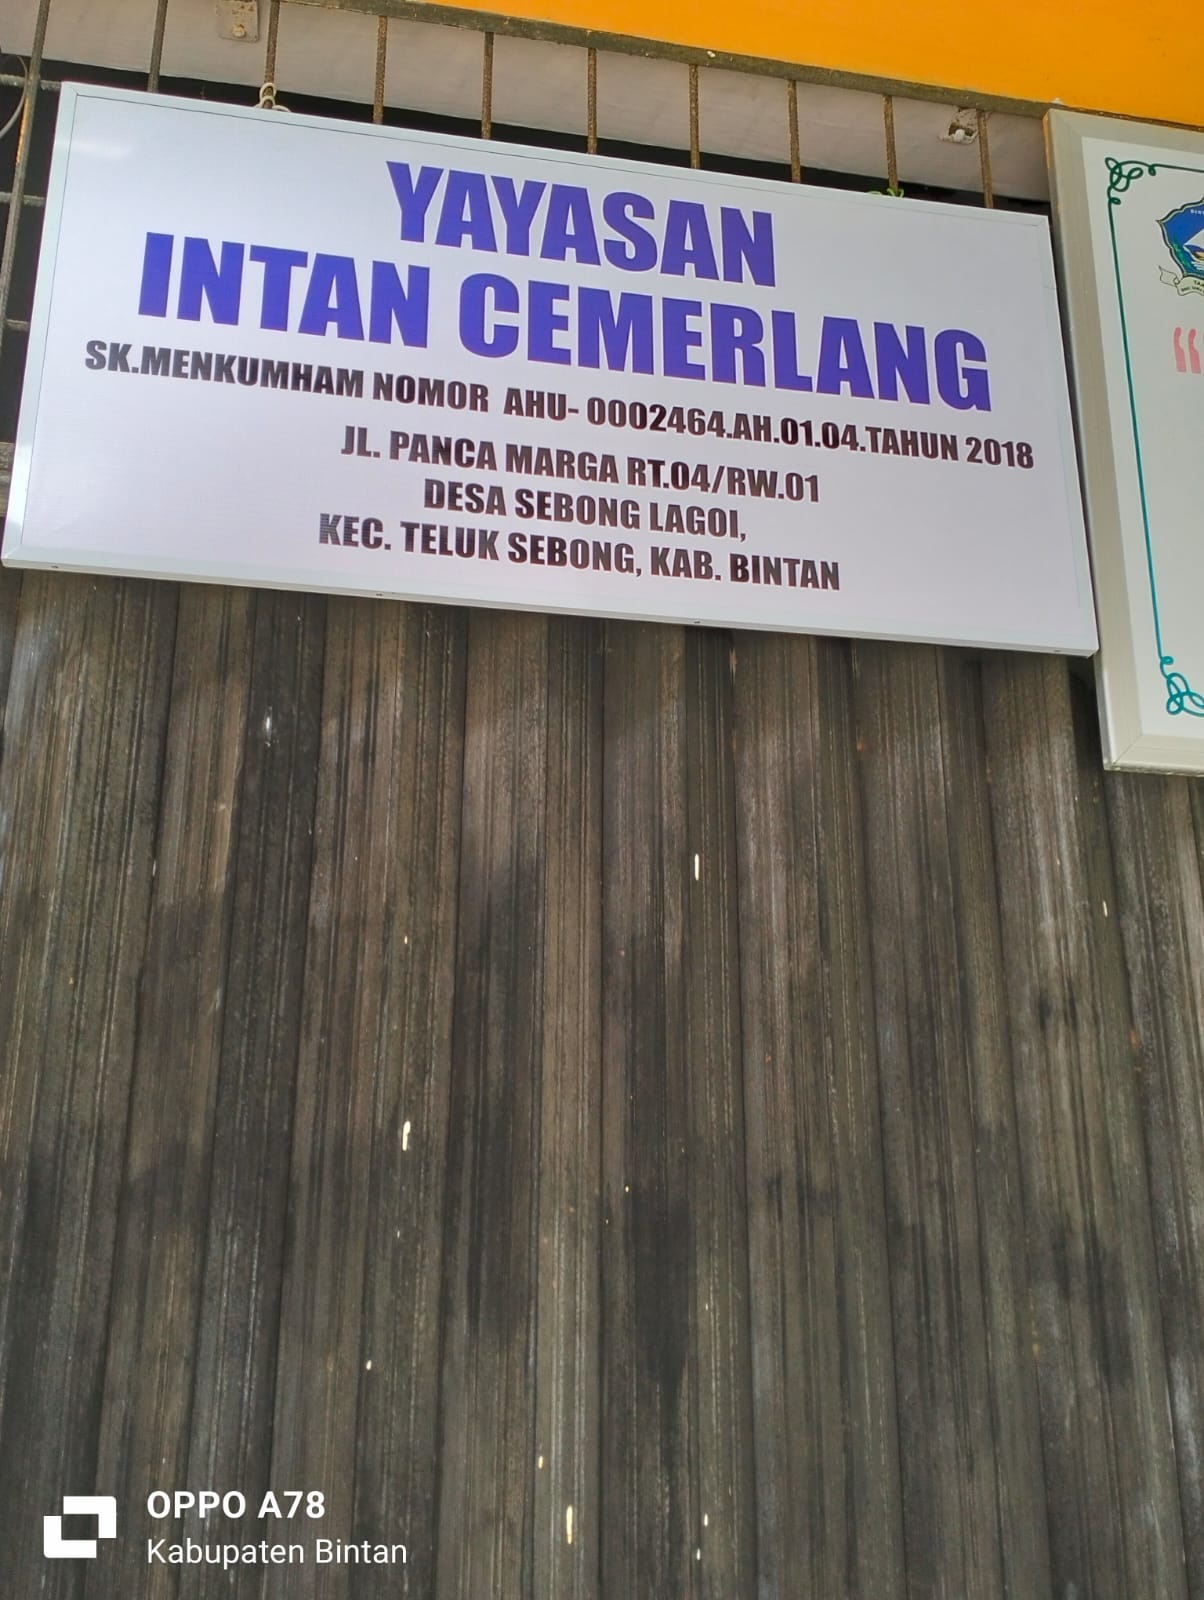 YAYASAN
INTAN CEMERLANG
SK.MENKUMHAM NOMOR AHU- 0002464.AH.01.04.TAHUN 2018
JL. PANCA MARGA RT.04/RW.01
DESA SEBONG LAGOI,
KEC. TELUK SEBONG, KAB. BINTAN
OPPO A78
Kabupaten Bintan